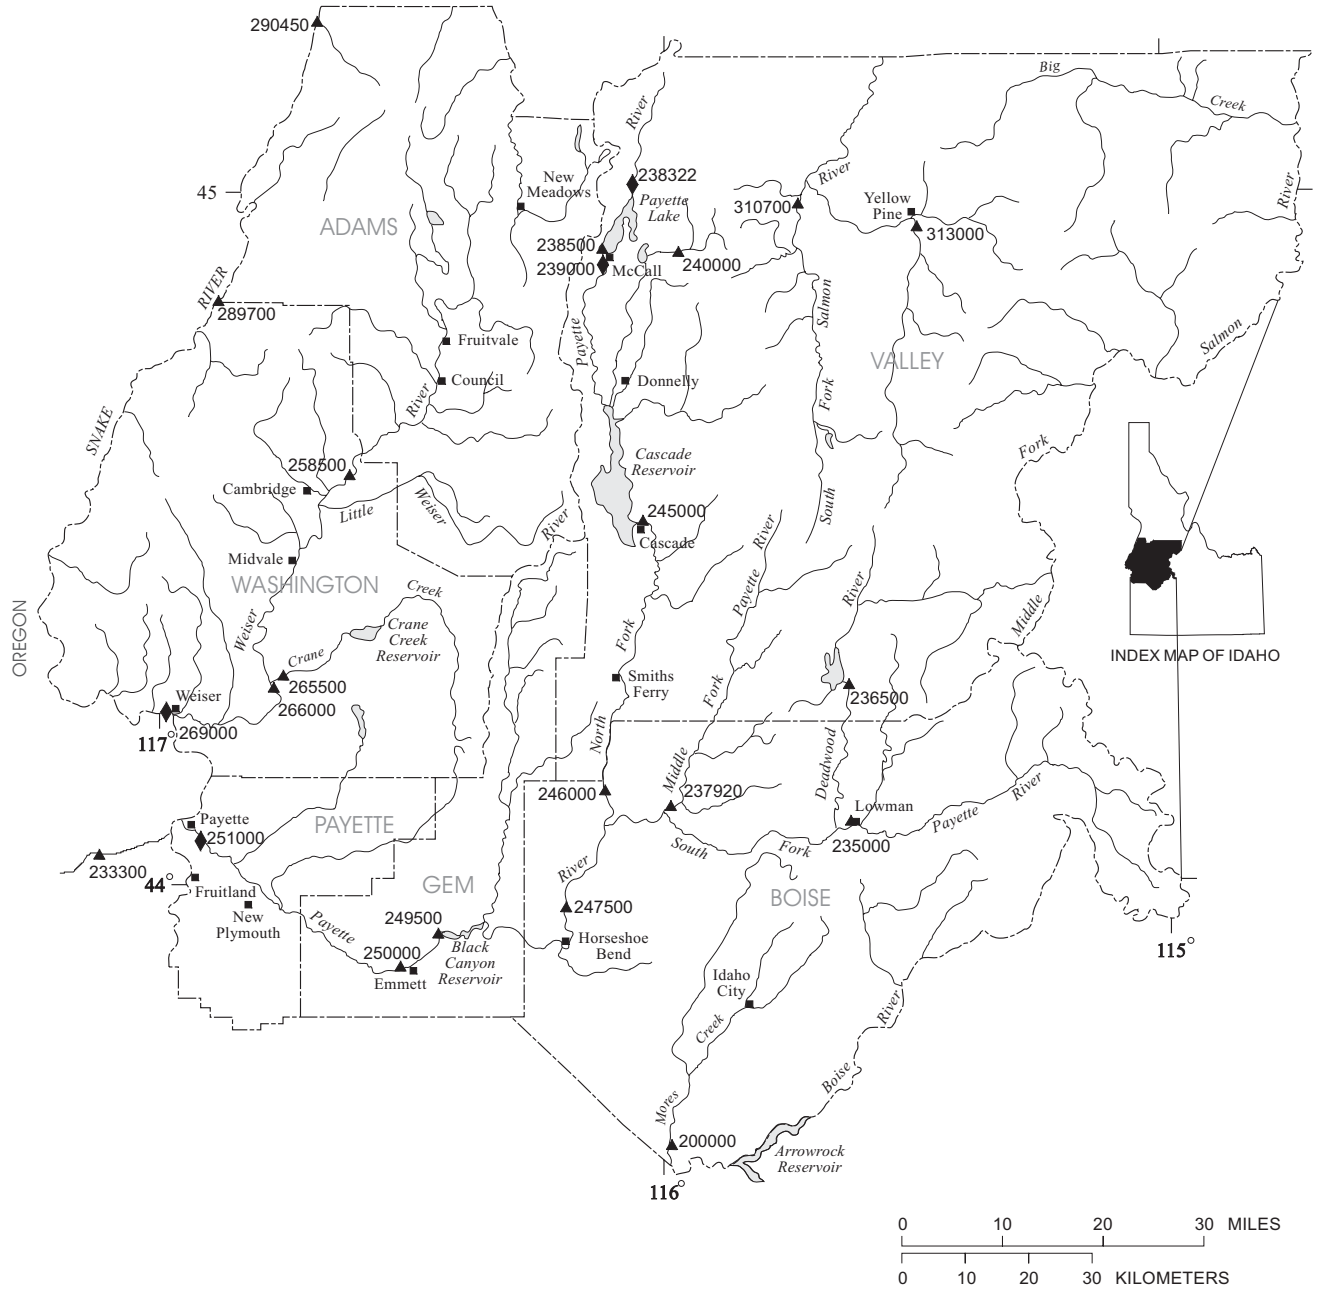 290450
Big
Creek
River
River
45
New
Meadows
238322
Payette
Lake
River
Yellow
Pine
River
310700
313000
ADAMS
238500
239000
McCall
240000
RIVER
289700
Salmon
Salmon
Payette
Fruitvale
VALLEY
Council
Donnelly
River
Fork
SNAKE
Fork
258500
Cascade
Reservoir
Cambridge
Little
Weiser
South
245000
Cascade
River
River
Midvale
WASHINGTON
Creek
Payette
River
Middle
OREGON
Weiser
Crane
Creek
Reservoir
Crane
Fork
INDEX MAP OF IDAHO
265500
266000
Smiths
Ferry
Fork
236500
Weiser
269000
117°
North
Middle
Deadwood
246000
237920
River
Payette
Lowman
235000
Payette
251000
PAYETTE
South
Fork
233300
44°
Fruitland
River
GEM
BOISE
New
Plymouth
Payette
249500
247500
250000
Emmett
Black
Canyon
Reservoir
Horseshoe
Bend
115°
Idaho
City
Creek
River
Boise
Mores
200000
Arrowrock
Reservoir
116°
0 10 20 30 MILES
0 10 20 30 KILOMETERS